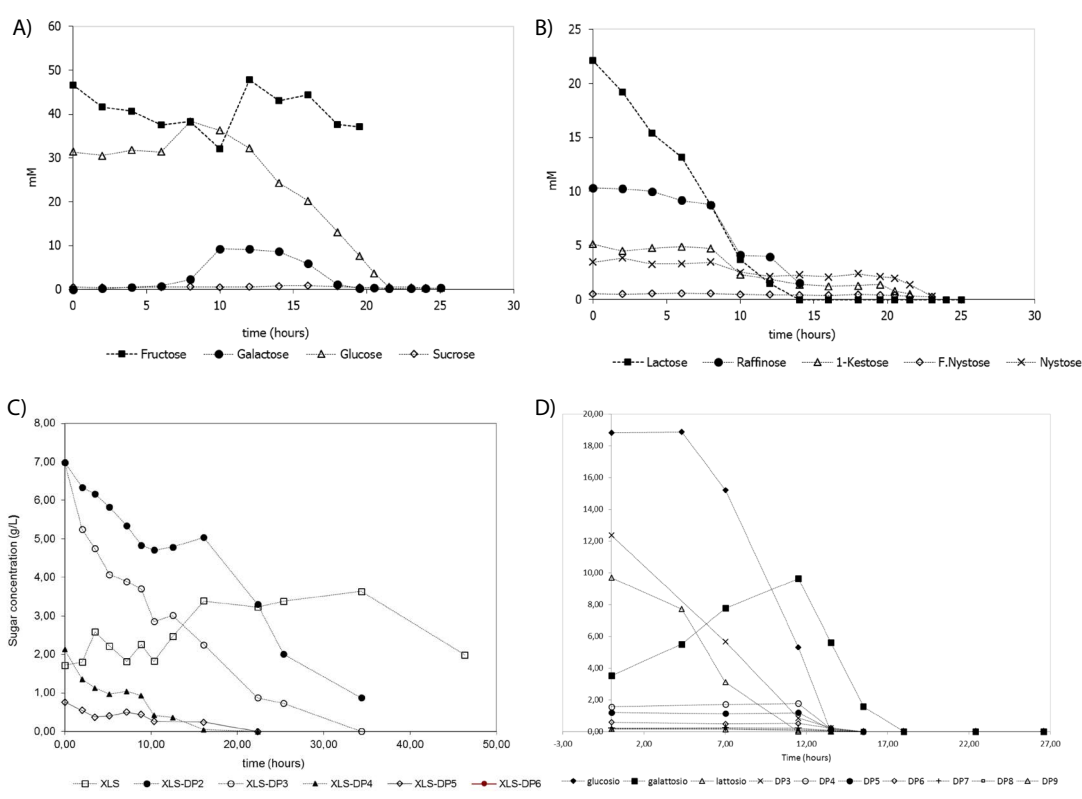 A)
60
50
40
30
20
10
0
mM
0 5 10 15 20 25 30
time (hours)
Fructose Galactose Glucose Sucrose
B)
25
20
15
10
5
0
mM
0 5 10 15 20 25 30
time (hours)
Lactose Raffinose 1-Kestose F.Nystose Nystose
C)
8,00
7,00
6,00
5,00
4,00
3,00
2,00
1,00
0,00
Sugar concentration (g/L)
0,00 10,00 20,00 30,00 40,00 50,00
time (hours)
XLS XLS-DP2 XLS-DP3 XLS-DP4 XLS-DP5 XLS-DP6
D)
20,00
18,00
16,00
14,00
12,00
10,00
8,00
6,00
4,00
2,00
0,00
-3,00 2,00 7,00 12,00 17,00 22,00 27,00
Time (hours)
glucosio galattosio lattosio DP3 DP4 DP5 DP6 DP7 DP8 DP9